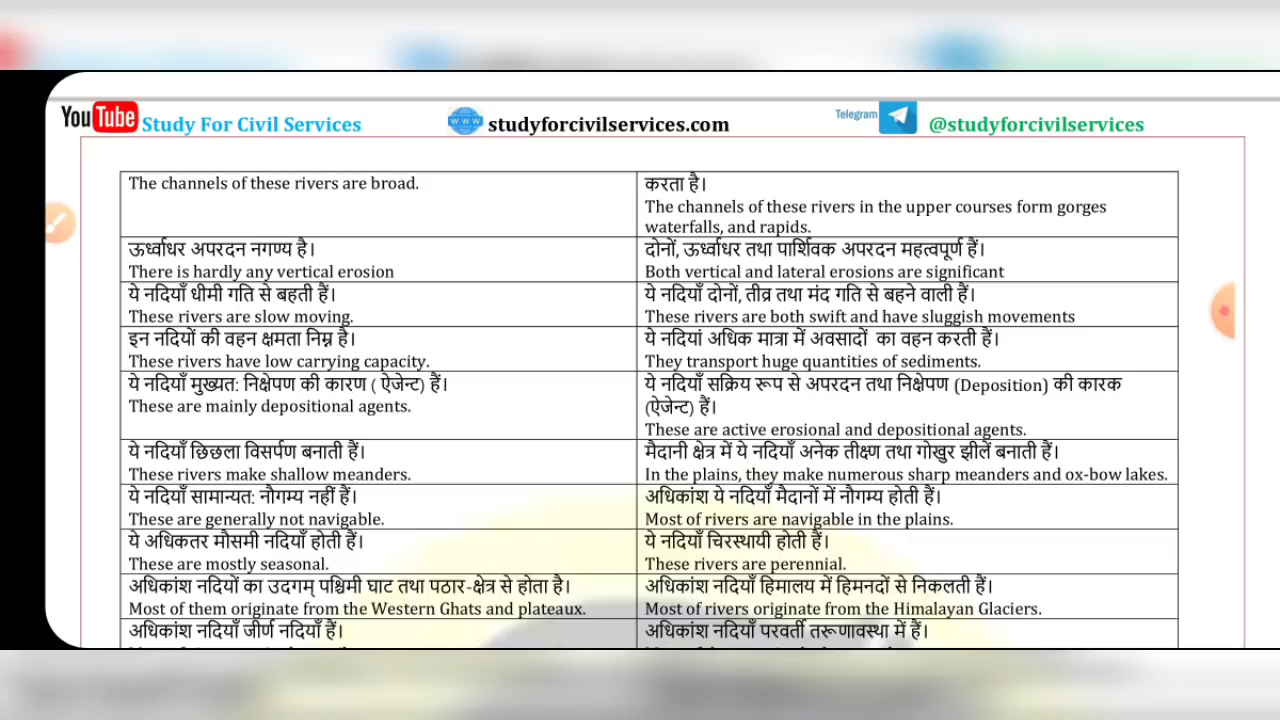 YouTube Study For Civil Services
www studyforcivilservices.com
Telegram @studyforcivilservices
The channels of these rivers are broad.
करता है।
The channels of these rivers in the upper courses form gorges
waterfalls, and rapids.
ऊर्ध्वाधर अपरदन नगण्य है।
There is hardly any vertical erosion
दोनों, ऊर्ध्वाधर तथा पार्श्विक अपरदन महत्वपूर्ण हैं।
Both vertical and lateral erosions are significant
ये नदियाँ धीमी गति से बहती हैं।
These rivers are slow moving.
ये नदियाँ दोनों, तीव्र तथा मंद गति से बहने वाली हैं।
These rivers are both swift and have sluggish movements
इन नदियों की वहन क्षमता निम्न है।
These rivers have low carrying capacity.
ये नदियां अधिक मात्रा में अवसादों का वहन करती हैं।
They transport huge quantities of sediments.
ये नदियाँ मुख्यत: निक्षेपण की कारण ( ऐजेन्ट) हैं।
These are mainly depositional agents.
ये नदियाँ सक्रिय रूप से अपरदन तथा निक्षेपण (Deposition) की कारक
(ऐजेन्ट) हैं।
These are active erosional and depositional agents.
ये नदियाँ छिछला विसर्पण बनाती हैं।
These rivers make shallow meanders.
मैदानी क्षेत्र में ये नदियाँ अनेक तीक्ष्ण तथा गोखुर झीलें बनाती हैं।
In the plains, they make numerous sharp meanders and ox-bow lakes.
ये नदियाँ सामान्यत: नौगम्य नहीं हैं।
These are generally not navigable.
अधिकांश ये नदियाँ मैदानों में नौगम्य होती हैं।
Most of rivers are navigable in the plains.
ये अधिकतर मौसमी नदियाँ होती हैं।
These are mostly seasonal.
ये नदियाँ चिरस्थायी होती हैं।
These rivers are perennial.
अधिकांश नदियों का उदगम् पश्चिमी घाट तथा पठार-क्षेत्र से होता है।
Most of them originate from the Western Ghats and plateaux.
अधिकांश नदियाँ हिमालय में हिमनदों से निकलती हैं।
Most of rivers originate from the Himalayan Glaciers.
अधिकांश नदियाँ जीर्ण नदियाँ हैं।
अधिकांश नदियाँ परवर्ती तरूणावस्था में हैं।